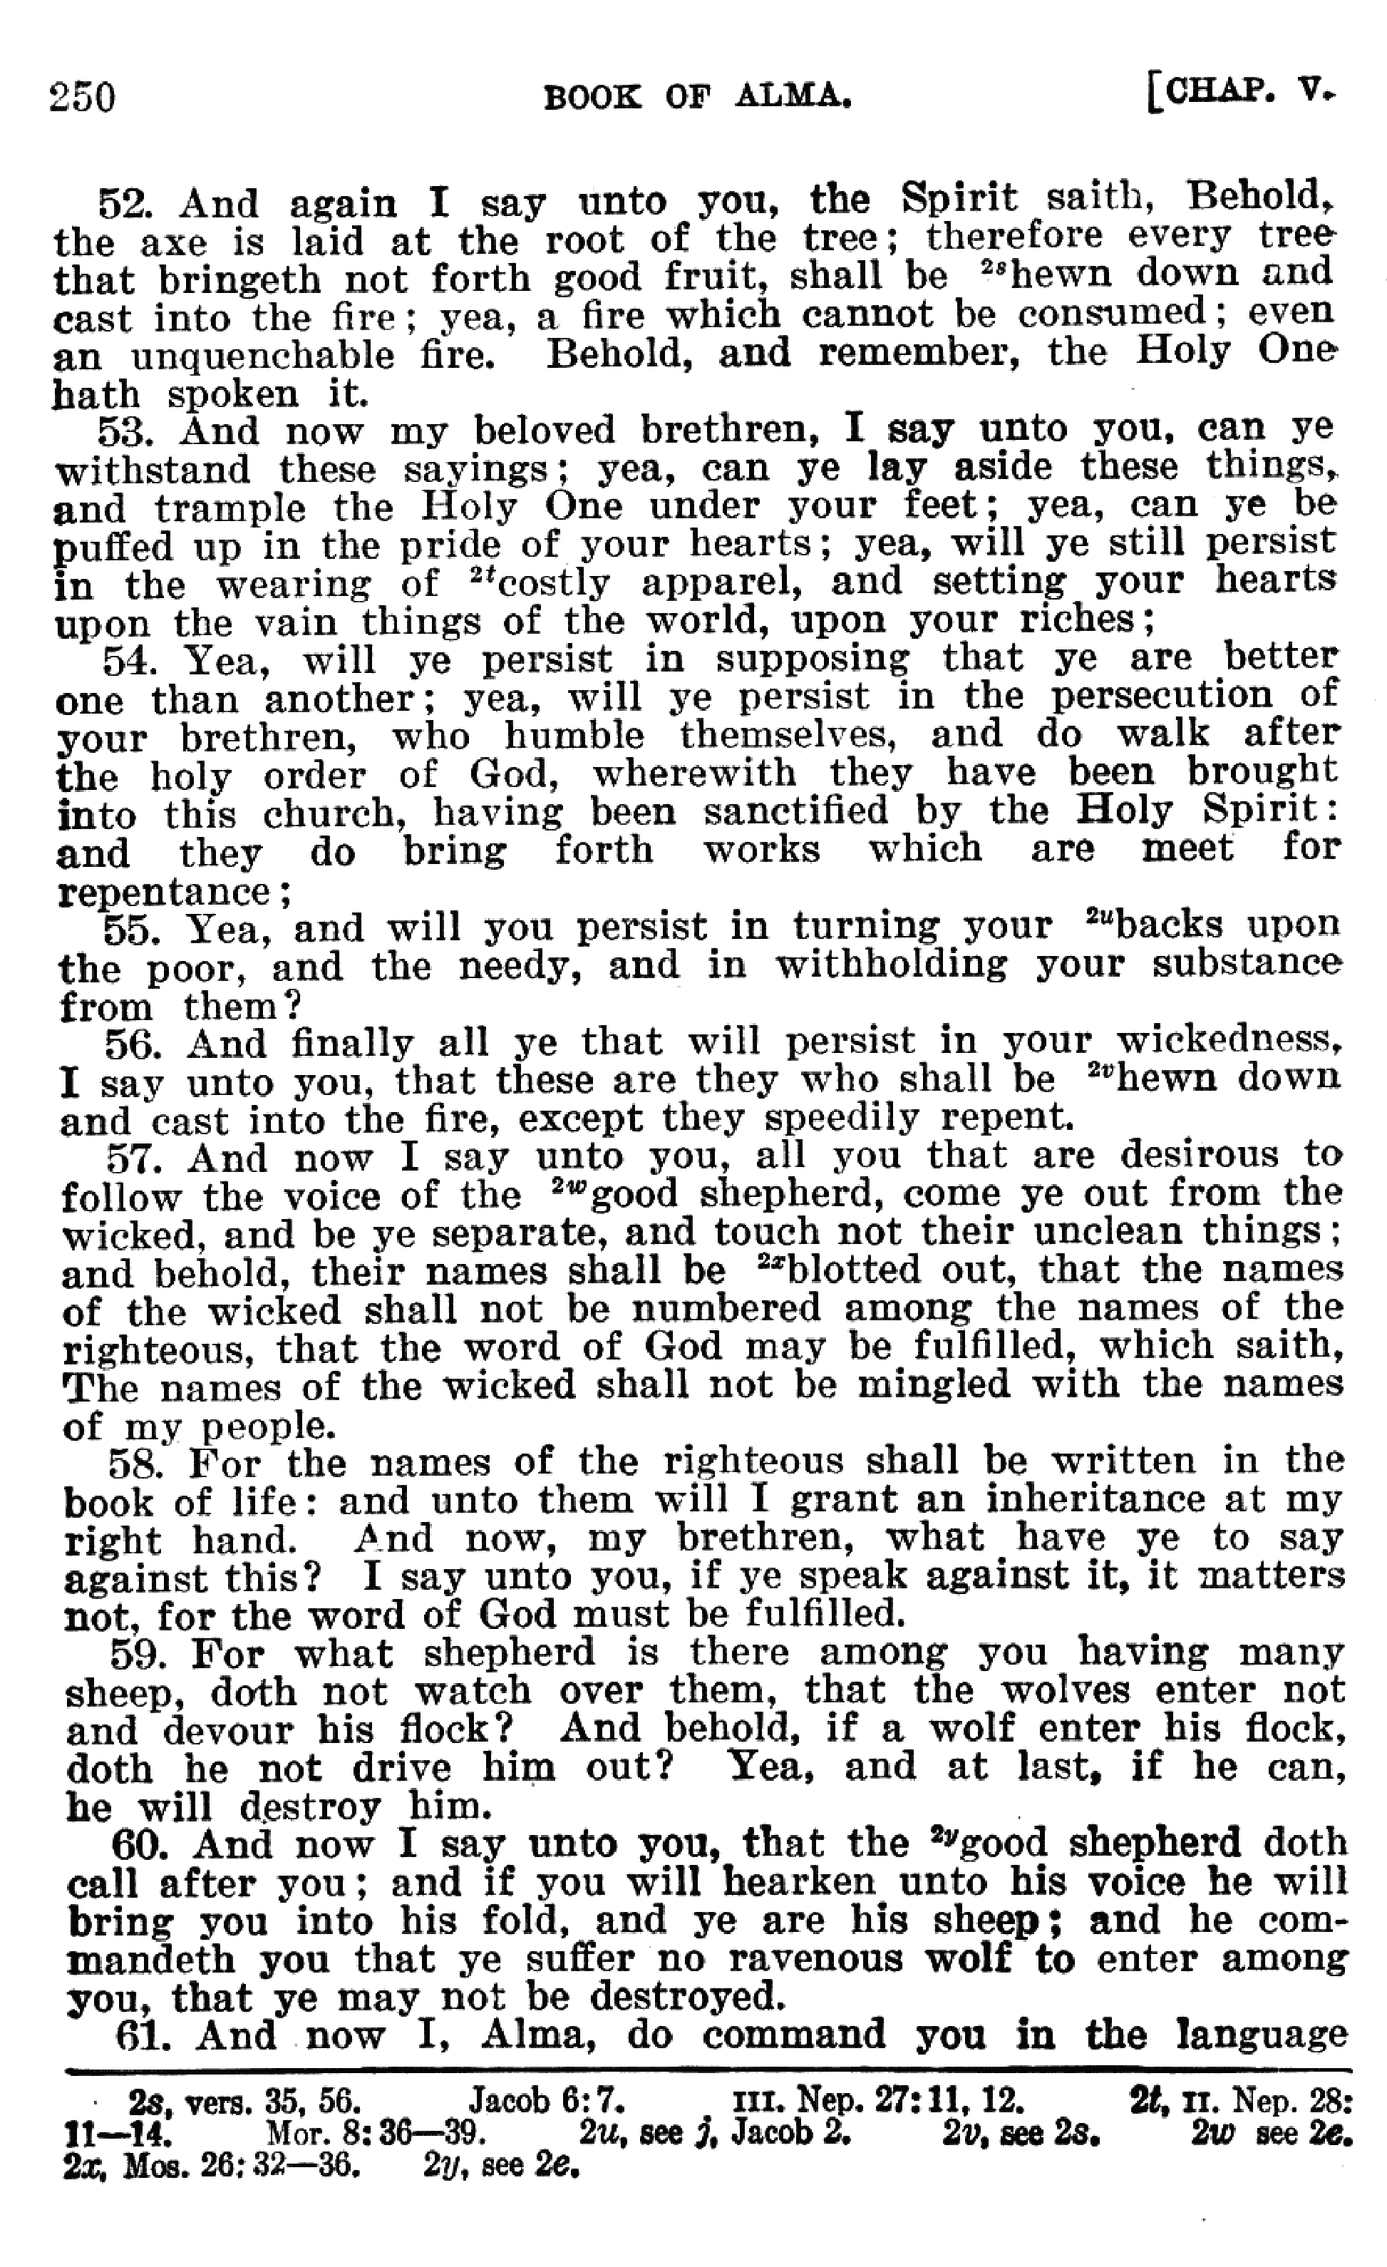 250 BOOK OF ALMA. [CHAP. V.
52. And again I say unto you, the Spirit saith, Behold,
the axe is laid at the root of the tree; therefore every tree
that bringeth not forth good fruit, shall be 2shewn down and
cast into the fire; yea, a fire which cannot be consumed; even
an unquenchable fire. Behold, and remember, the Holy One
hath spoken it.
53. And now my beloved brethren, I say unto you, can ye
withstand these sayings; yea, can ye lay aside these things,
and trample the Holy One under your feet; yea, can ye be
puffed up in the pride of your hearts; yea, will ye still persist
in the wearing of 2tcostly apparel, and setting your hearts
upon the vain things of the world, upon your riches;
54. Yea, will ye persist in supposing that ye are better
one than another; yea, will ye persist in the persecution of
your brethren, who humble themselves, and do walk after
the holy order of God, wherewith they have been brought
into this church, having been sanctified by the Holy Spirit:
and they do bring forth works which are meet for
repentance;
55. Yea, and will you persist in turning your 2ubacks upon
the poor, and the needy, and in withholding your substance
from them?
56. And finally all ye that will persist in your wickedness,
I say unto you, that these are they who shall be 2vhewn down
and cast into the fire, except they speedily repent.
57. And now I say unto you, all you that are desirous to
follow the voice of the 2wgood shepherd, come ye out from the
wicked, and be ye separate, and touch not their unclean things;
and behold, their names shall be 2xblotted out, that the names
of the wicked shall not be numbered among the names of the
righteous, that the word of God may be fulfilled, which saith,
The names of the wicked shall not be mingled with the names
of my people.
58. For the names of the righteous shall be written in the
book of life: and unto them will I grant an inheritance at my
right hand. And now, my brethren, what have ye to say
against this? I say unto you, if ye speak against it, it matters
not, for the word of God must be fulfilled.
59. For what shepherd is there among you having many
sheep, doth not watch over them, that the wolves enter not
and devour his flock? And behold, if a wolf enter his flock,
doth he not drive him out? Yea, and at last, if he can,
he will destroy him.
60. And now I say unto you, that the 2ygood shepherd doth
call after you; and if you will hearken unto his voice he will
bring you into his fold, and ye are his sheep; and he com-
mandeth you that ye suffer no ravenous wolf to enter among
you, that ye may not be destroyed.
61. And now I, Alma, do command you in the language
2s, vers. 35, 56. Jacob 6:7. III. Nep. 27:11, 12. 2t, II. Nep. 28:
11—14. Mor. 8:36—39. 2u, see j, Jacob 2. 2v, see 2s. 2w see 2e.
2x, Mos. 26:32—36. 2y, see 2e.